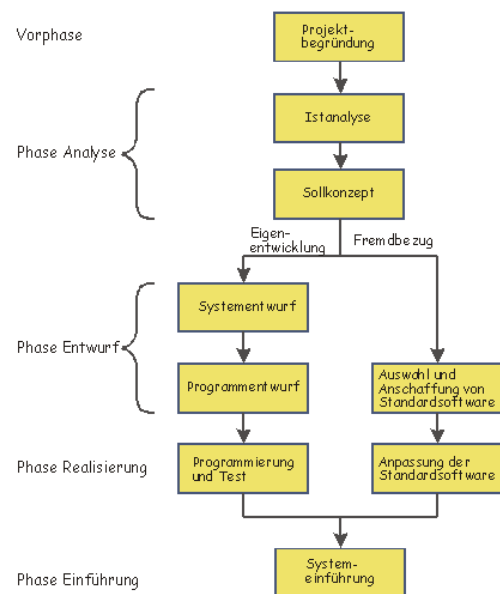 Vorphase
Projekt-
begründung
Phase Analyse
Istanalyse
Sollkonzept
Eigen-
entwicklung
Fremdbezug
Phase Entwurf
Systementwurf
Programmentwurf
Auswahl und
Anschaffung von
Standardsoftware
Phase Realisierung
Programmierung
und Test
Anpassung der
Standardsoftware
Phase Einführung
System-
einführung